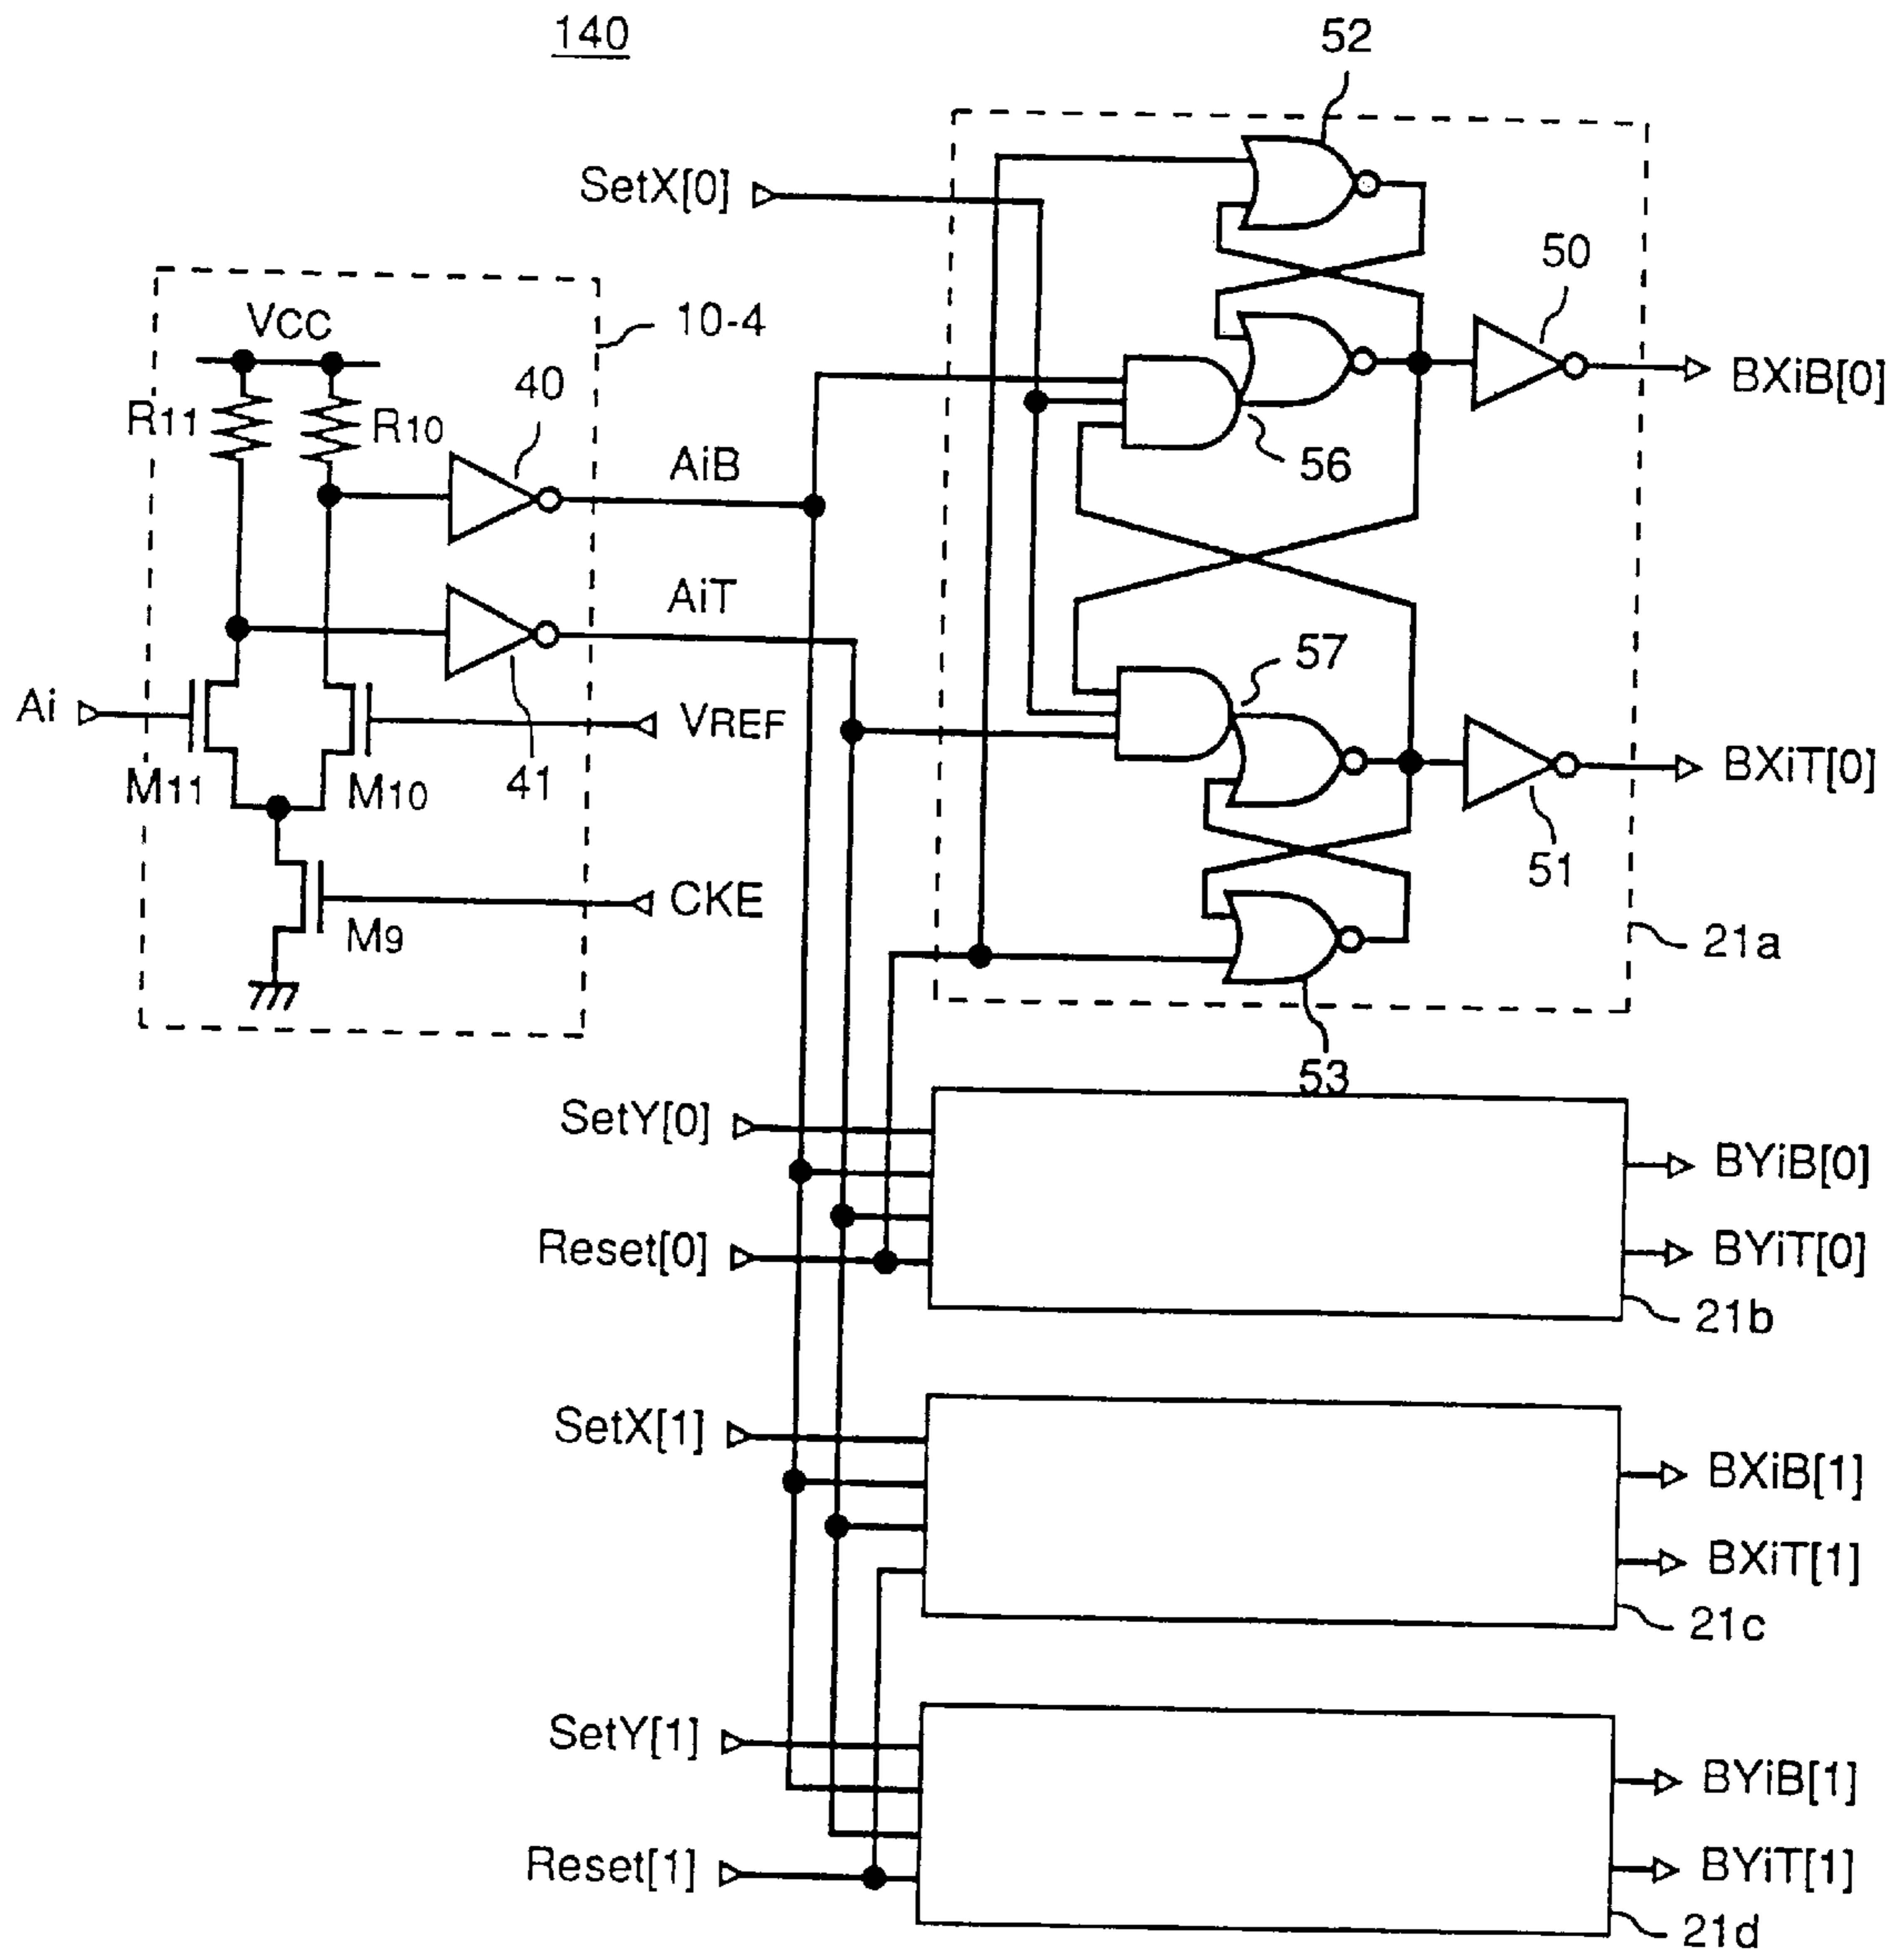 140
52
SetX[0]
50
10-4
VCC
BXiB[0]
R11
R10
40
AiB
56
AiT
57
Ai
VREF
BXiT[0]
M11
M10
41
51
CKE
M9
21a
53
SetY[0]
BYiB[0]
Reset[0]
BYiT[0]
21b
SetX[1]
BXiB[1]
BXiT[1]
21c
SetY[1]
BYiB[1]
Reset[1]
BYiT[1]
21d